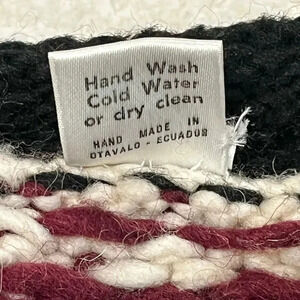 Hand Wash
Cold Water
or dry clean
HAND MADE IN
OTAVALO - ECUADOR